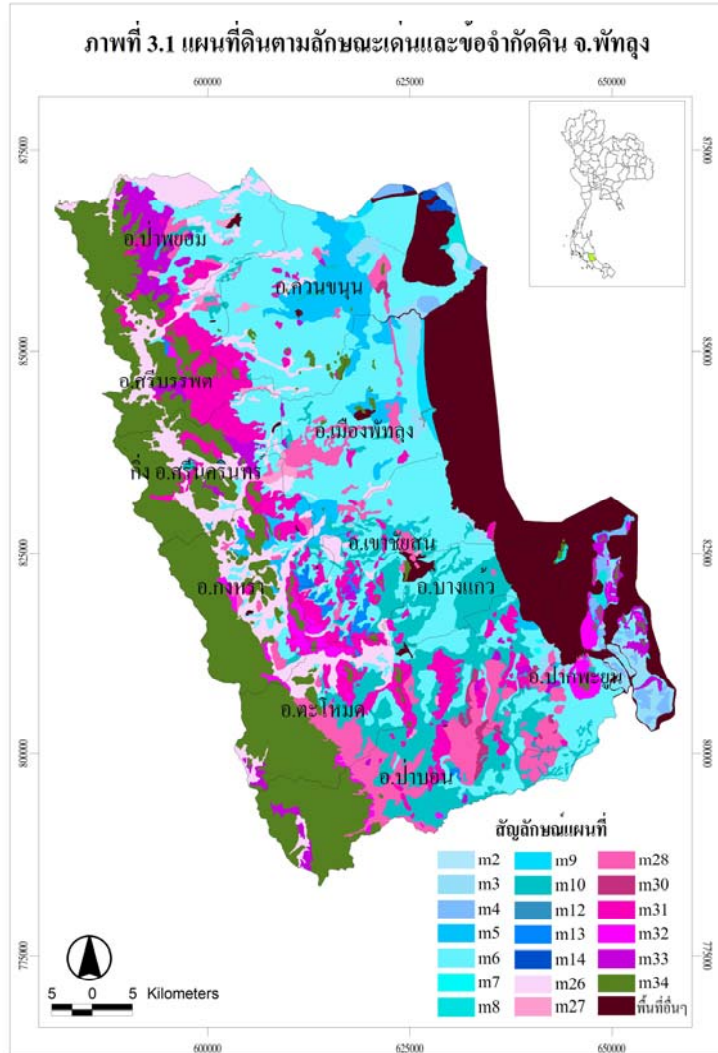 ภาพที่ 3.1 แผนที่ดินตามลักษณะเด่นและข้อจำกัดดิน จ.พัทลุง
600000 625000 650000
875000 875000
อ.ป่าพยอม
อ.ควนขนุน
850000 850000
อ.ศรีบรรพต
อ.เมืองพัทลุง
กิ่ง อ.ศรีนครินทร์
825000 825000
อ.เขาชัยสน
อ.กงหรา
อ.บางแก้ว
อ.ปากพะยูน
อ.ตะโหมด
800000 800000
อ.ป่าบอน
สัญลักษณ์แผนที่
m2 m9 m28
m3 m10 m30
m4 m12 m31
m5 m13 m32
m6 m14 m33
m7 m26 m34
m8 m27 พื้นที่อื่นๆ
775000 775000
5 0 5 Kilometers
600000 625000 650000